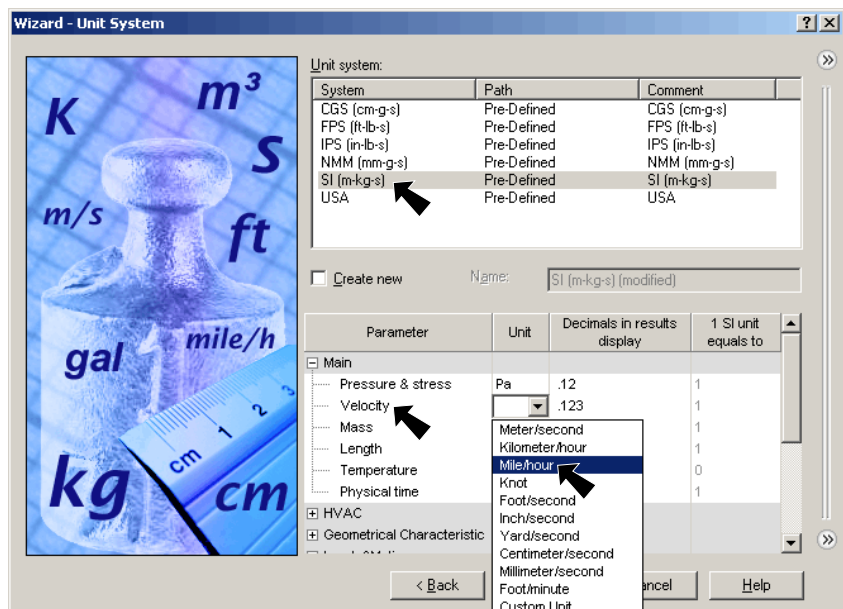 Wizard - Unit System
K
m³
s
m/s
ft
gal
mile/h
kg
cm
1 2 3
cm
Unit system:
System Path Comment
CGS (cm-g-s) Pre-Defined CGS (cm-g-s)
FPS (ft-lb-s) Pre-Defined FPS (ft-lb-s)
IPS (in-lb-s) Pre-Defined IPS (in-lb-s)
NMM (mm-g-s) Pre-Defined NMM (mm-g-s)
SI (m-kg-s) Pre-Defined SI (m-kg-s)
USA Pre-Defined USA
Create new Name: SI (m-kg-s) (modified)
Parameter Unit Decimals in results display 1 SI unit equals to
Main
Pressure & stress Pa .12 1
Velocity .123 1
Mass 1
Length 1
Temperature 0
Physical time 1
HVAC
Geometrical Characteristic
Meter/second
Kilometer/hour
Mile/hour
Knot
Foot/second
Inch/second
Yard/second
Centimeter/second
Millimeter/second
Foot/minute
Custom Unit
< Back
Help